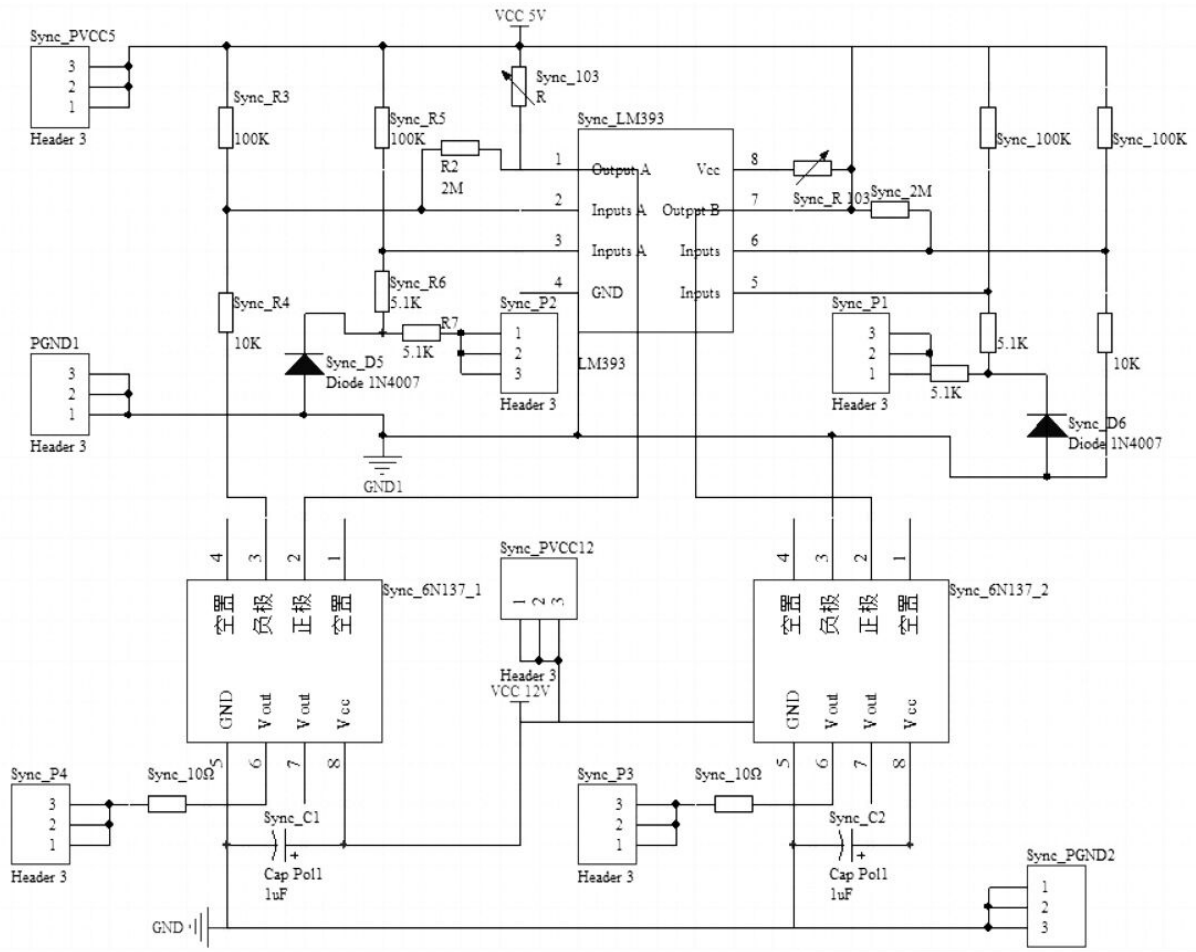 VCC 5V
Sync_PVCC5
3
2
1
Header 3
Sync_R3
100K
Sync_R5
100K
Sync_103
R
R2
2M
Sync_LM393
1
Output A
2
Inputs A
3
Inputs A
4
GND
Vcc
8
Output B
7
Inputs
6
Inputs
5
LM393
Sync_R 103
Sync_2M
Sync_100K
Sync_100K
Sync_R4
10K
Sync_R6
5.1K
R7
5.1K
Sync_P2
1
2
3
Header 3
Sync_P1
3
2
1
Header 3
5.1K
5.1K
10K
PGND1
3
2
1
Header 3
Sync_D5
Diode 1N4007
Sync_D6
Diode 1N4007
GND1
4
3
2
1
Sync_6N137_1
空置
负极
正极
空置
GND
Vout
Vout
Vcc
5
6
7
8
Sync_PVCC12
1
2
3
Header 3
VCC 12V
4
3
2
1
Sync_6N137_2
空置
负极
正极
空置
GND
Vout
Vout
Vcc
5
6
7
8
Sync_P4
3
2
1
Header 3
Sync_10Ω
Sync_C1
+
Cap Pol1
1uF
Sync_P3
3
2
1
Header 3
Sync_10Ω
Sync_C2
+
Cap Pol1
1uF
Sync_PGND2
1
2
3
Header 3
GND